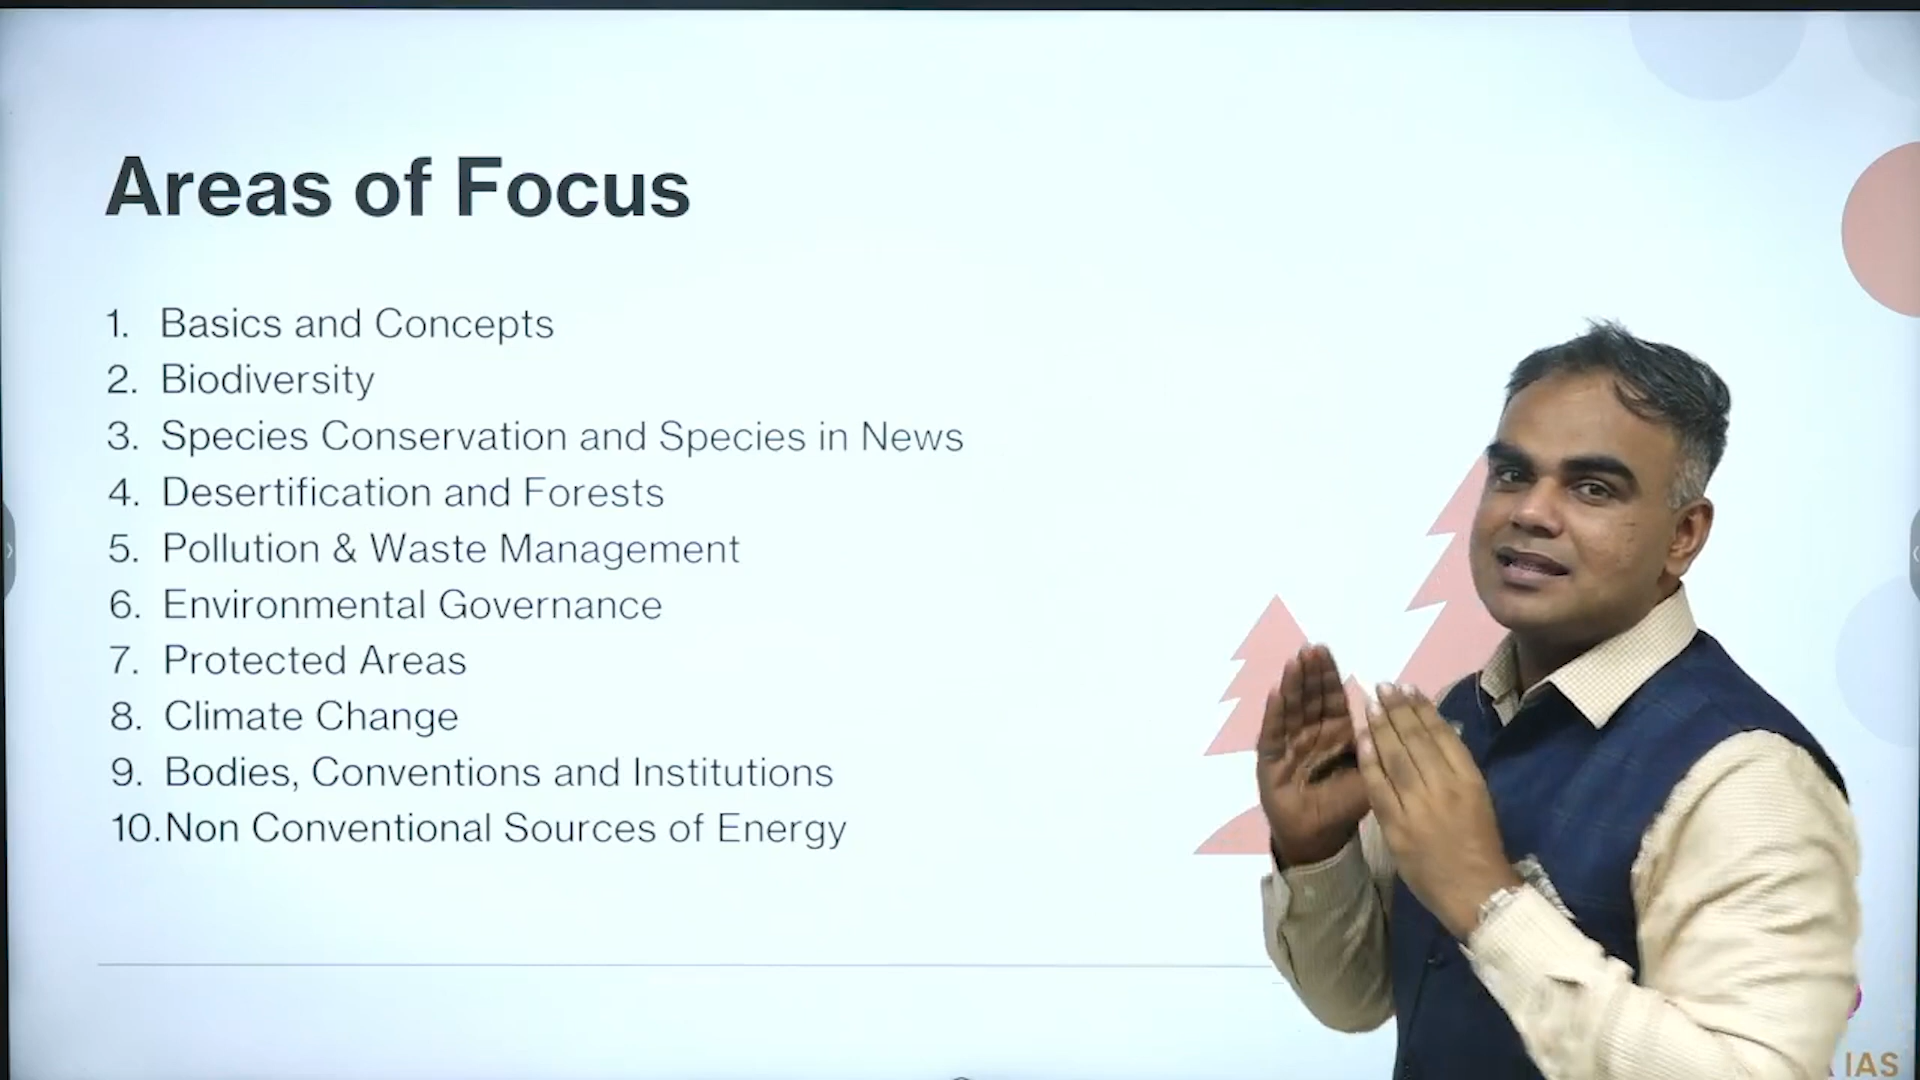 Areas of Focus
1. Basics and Concepts
2. Biodiversity
3. Species Conservation and Species in News
4. Desertification and Forests
5. Pollution & Waste Management
6. Environmental Governance
7. Protected Areas
8. Climate Change
9. Bodies, Conventions and Institutions
10. Non Conventional Sources of Energy
IAS